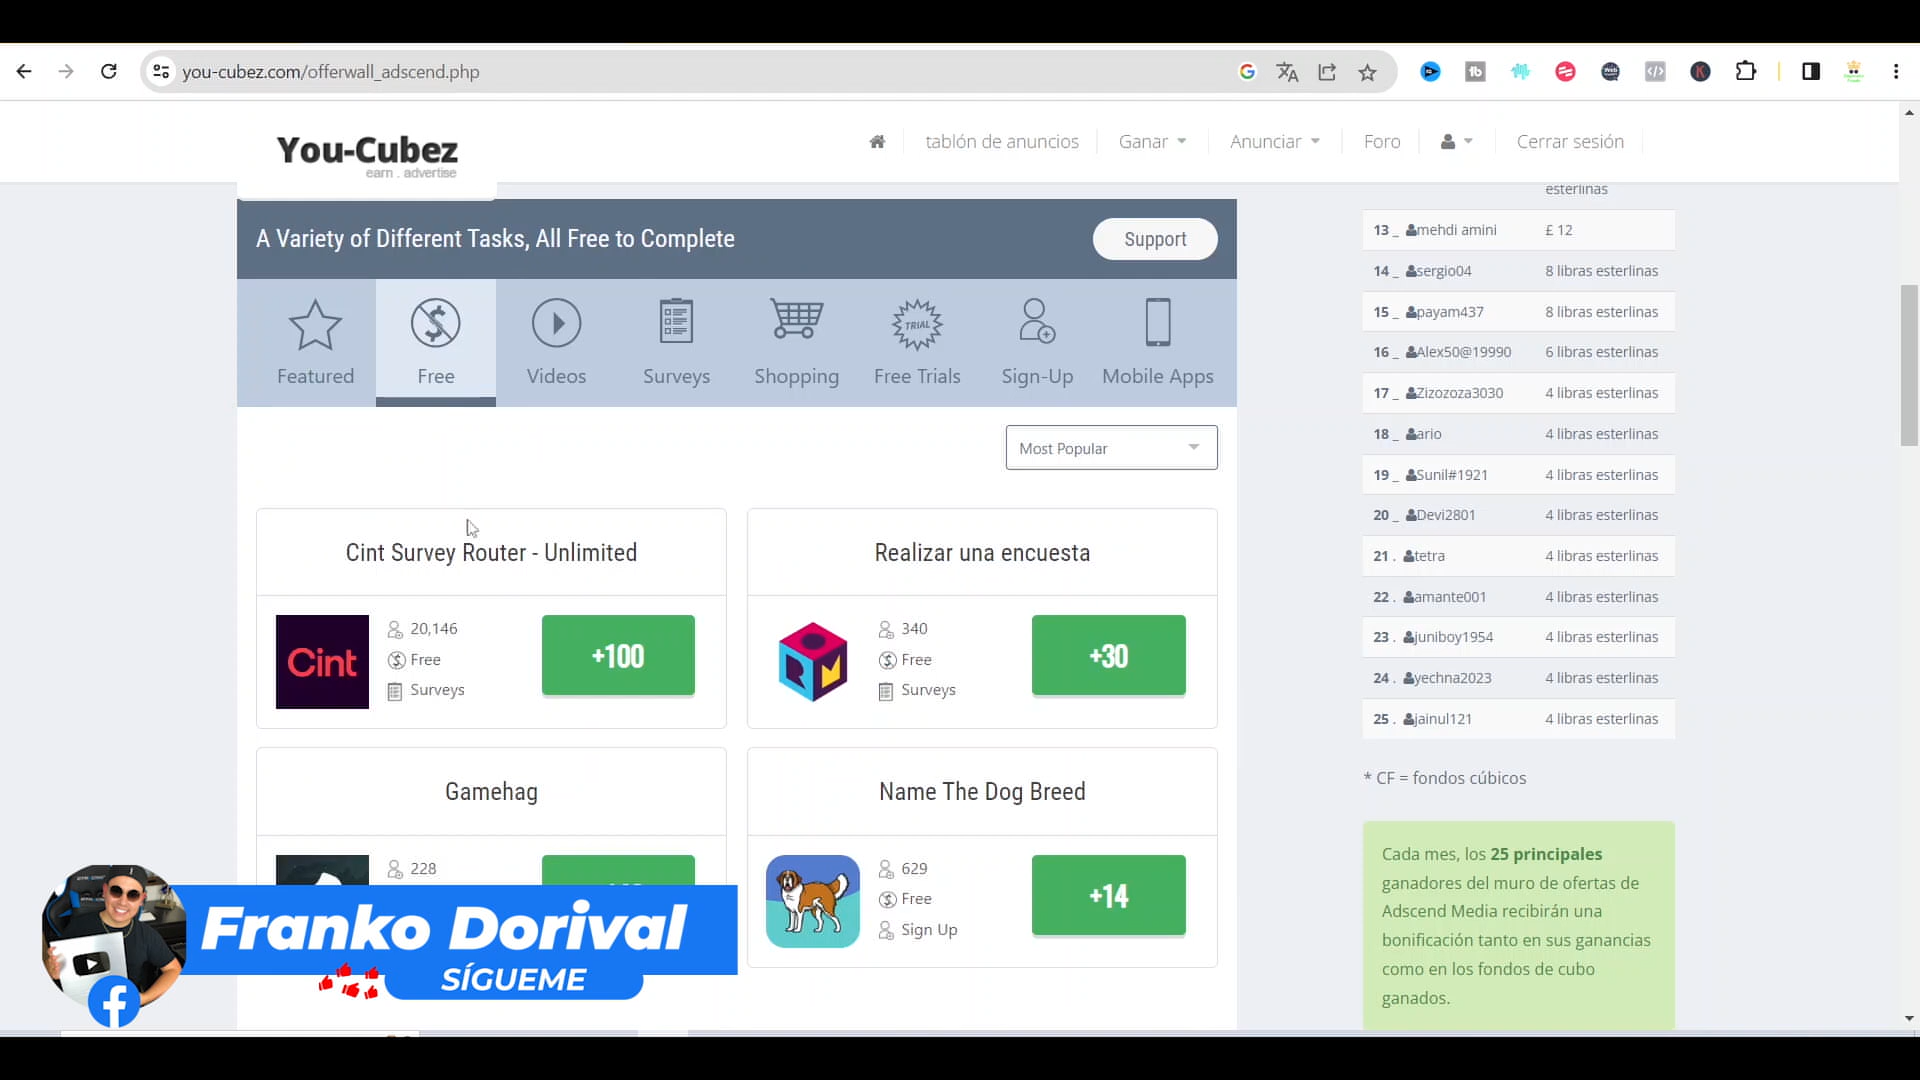 you-cubez.com/offerwall_adscend.php
You-Cubez
earn . advertise
tablón de anuncios
Ganar
Anunciar
Foro
Cerrar sesión
A Variety of Different Tasks, All Free to Complete
Support
Featured
Free
Videos
Surveys
Shopping
TRIAL
Free Trials
Sign-Up
Mobile Apps
Most Popular
Cint Survey Router - Unlimited
Cint
20,146
Free
Surveys
+100
Realizar una encuesta
RM
340
Free
Surveys
+30
Gamehag
228
Name The Dog Breed
629
Free
Sign Up
+14
esterlinas
13 _ mehdi amini £ 12
14 _ sergio04 8 libras esterlinas
15 _ payam437 8 libras esterlinas
16 _ Alex50@19990 6 libras esterlinas
17 _ Zizozoza3030 4 libras esterlinas
18 _ ario 4 libras esterlinas
19 _ Sunil#1921 4 libras esterlinas
20 _ Devi2801 4 libras esterlinas
21 . tetra 4 libras esterlinas
22 . amante001 4 libras esterlinas
23 . juniboy1954 4 libras esterlinas
24 . yechna2023 4 libras esterlinas
25 . jainul121 4 libras esterlinas
* CF = fondos cúbicos
Cada mes, los 25 principales
ganadores del muro de ofertas de
Adscend Media recibirán una
bonificación tanto en sus ganancias
como en los fondos de cubo
ganados.
Franko Dorival
SÍGUEME